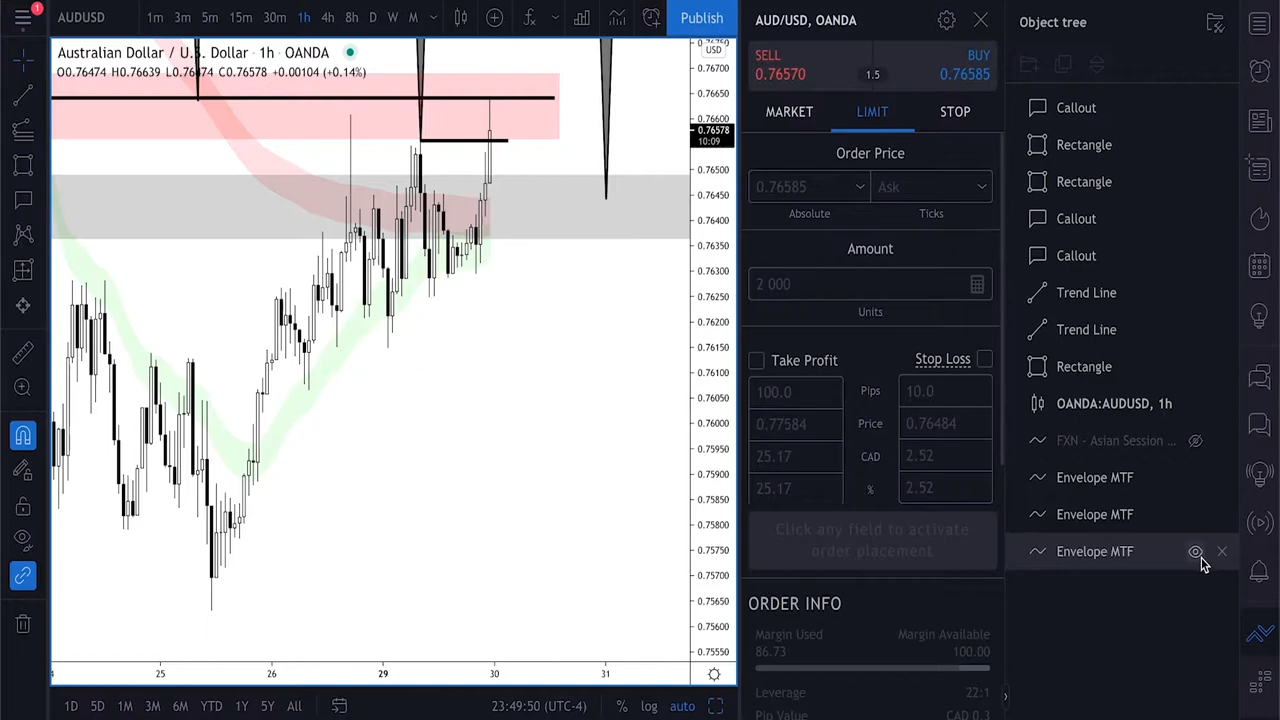 1
AUDUSD 1m 3m 5m 15m 30m 1h 4h 8h D W M Publish
Australian Dollar / U.S. Dollar · 1h · OANDA
O0.76474 H0.76639 L0.76474 C0.76578 +0.00104 (+0.14%)
USD
0.76700
0.76650
0.76600
0.76578
10:09
0.76500
0.76450
0.76400
0.76350
0.76300
0.76250
0.76200
0.76150
0.76100
0.76050
0.76000
0.75950
0.75900
0.75850
0.75800
0.75750
0.75700
0.75650
0.75600
0.75550
25 26 29 30 31
1D 5D 1M 3M 6M YTD 1Y 5Y All 23:49:50 (UTC-4) % log auto
AUD/USD, OANDA
SELL BUY
0.76570 1.5 0.76585
MARKET LIMIT STOP
Order Price
0.76585 Ask
Absolute Ticks
Amount
2 000
Units
Take Profit Stop Loss
100.0 Pips 10.0
0.77584 Price 0.76484
25.17 CAD 2.52
25.17 % 2.52
Click any field to activate
order placement
ORDER INFO
Margin Used Margin Available
86.73 100.00
Leverage 22:1
Pip Value CAD 0.3
Object tree
Callout
Rectangle
Rectangle
Callout
Callout
Trend Line
Trend Line
Rectangle
OANDA:AUDUSD, 1h
FXN - Asian Session ...
Envelope MTF
Envelope MTF
Envelope MTF